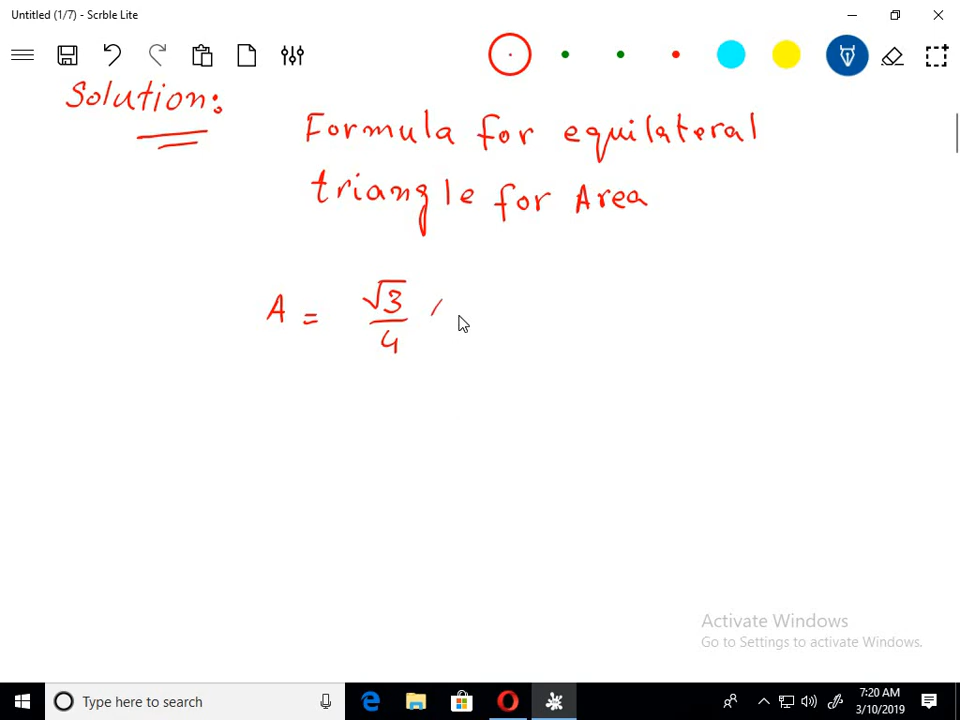 Untitled (1/7) - Scrble Lite
Solution:
Formula for equilateral
triangle for Area
A = √3/4 (
Activate Windows
Go to Settings to activate Windows.
Type here to search
7:20 AM
3/10/2019